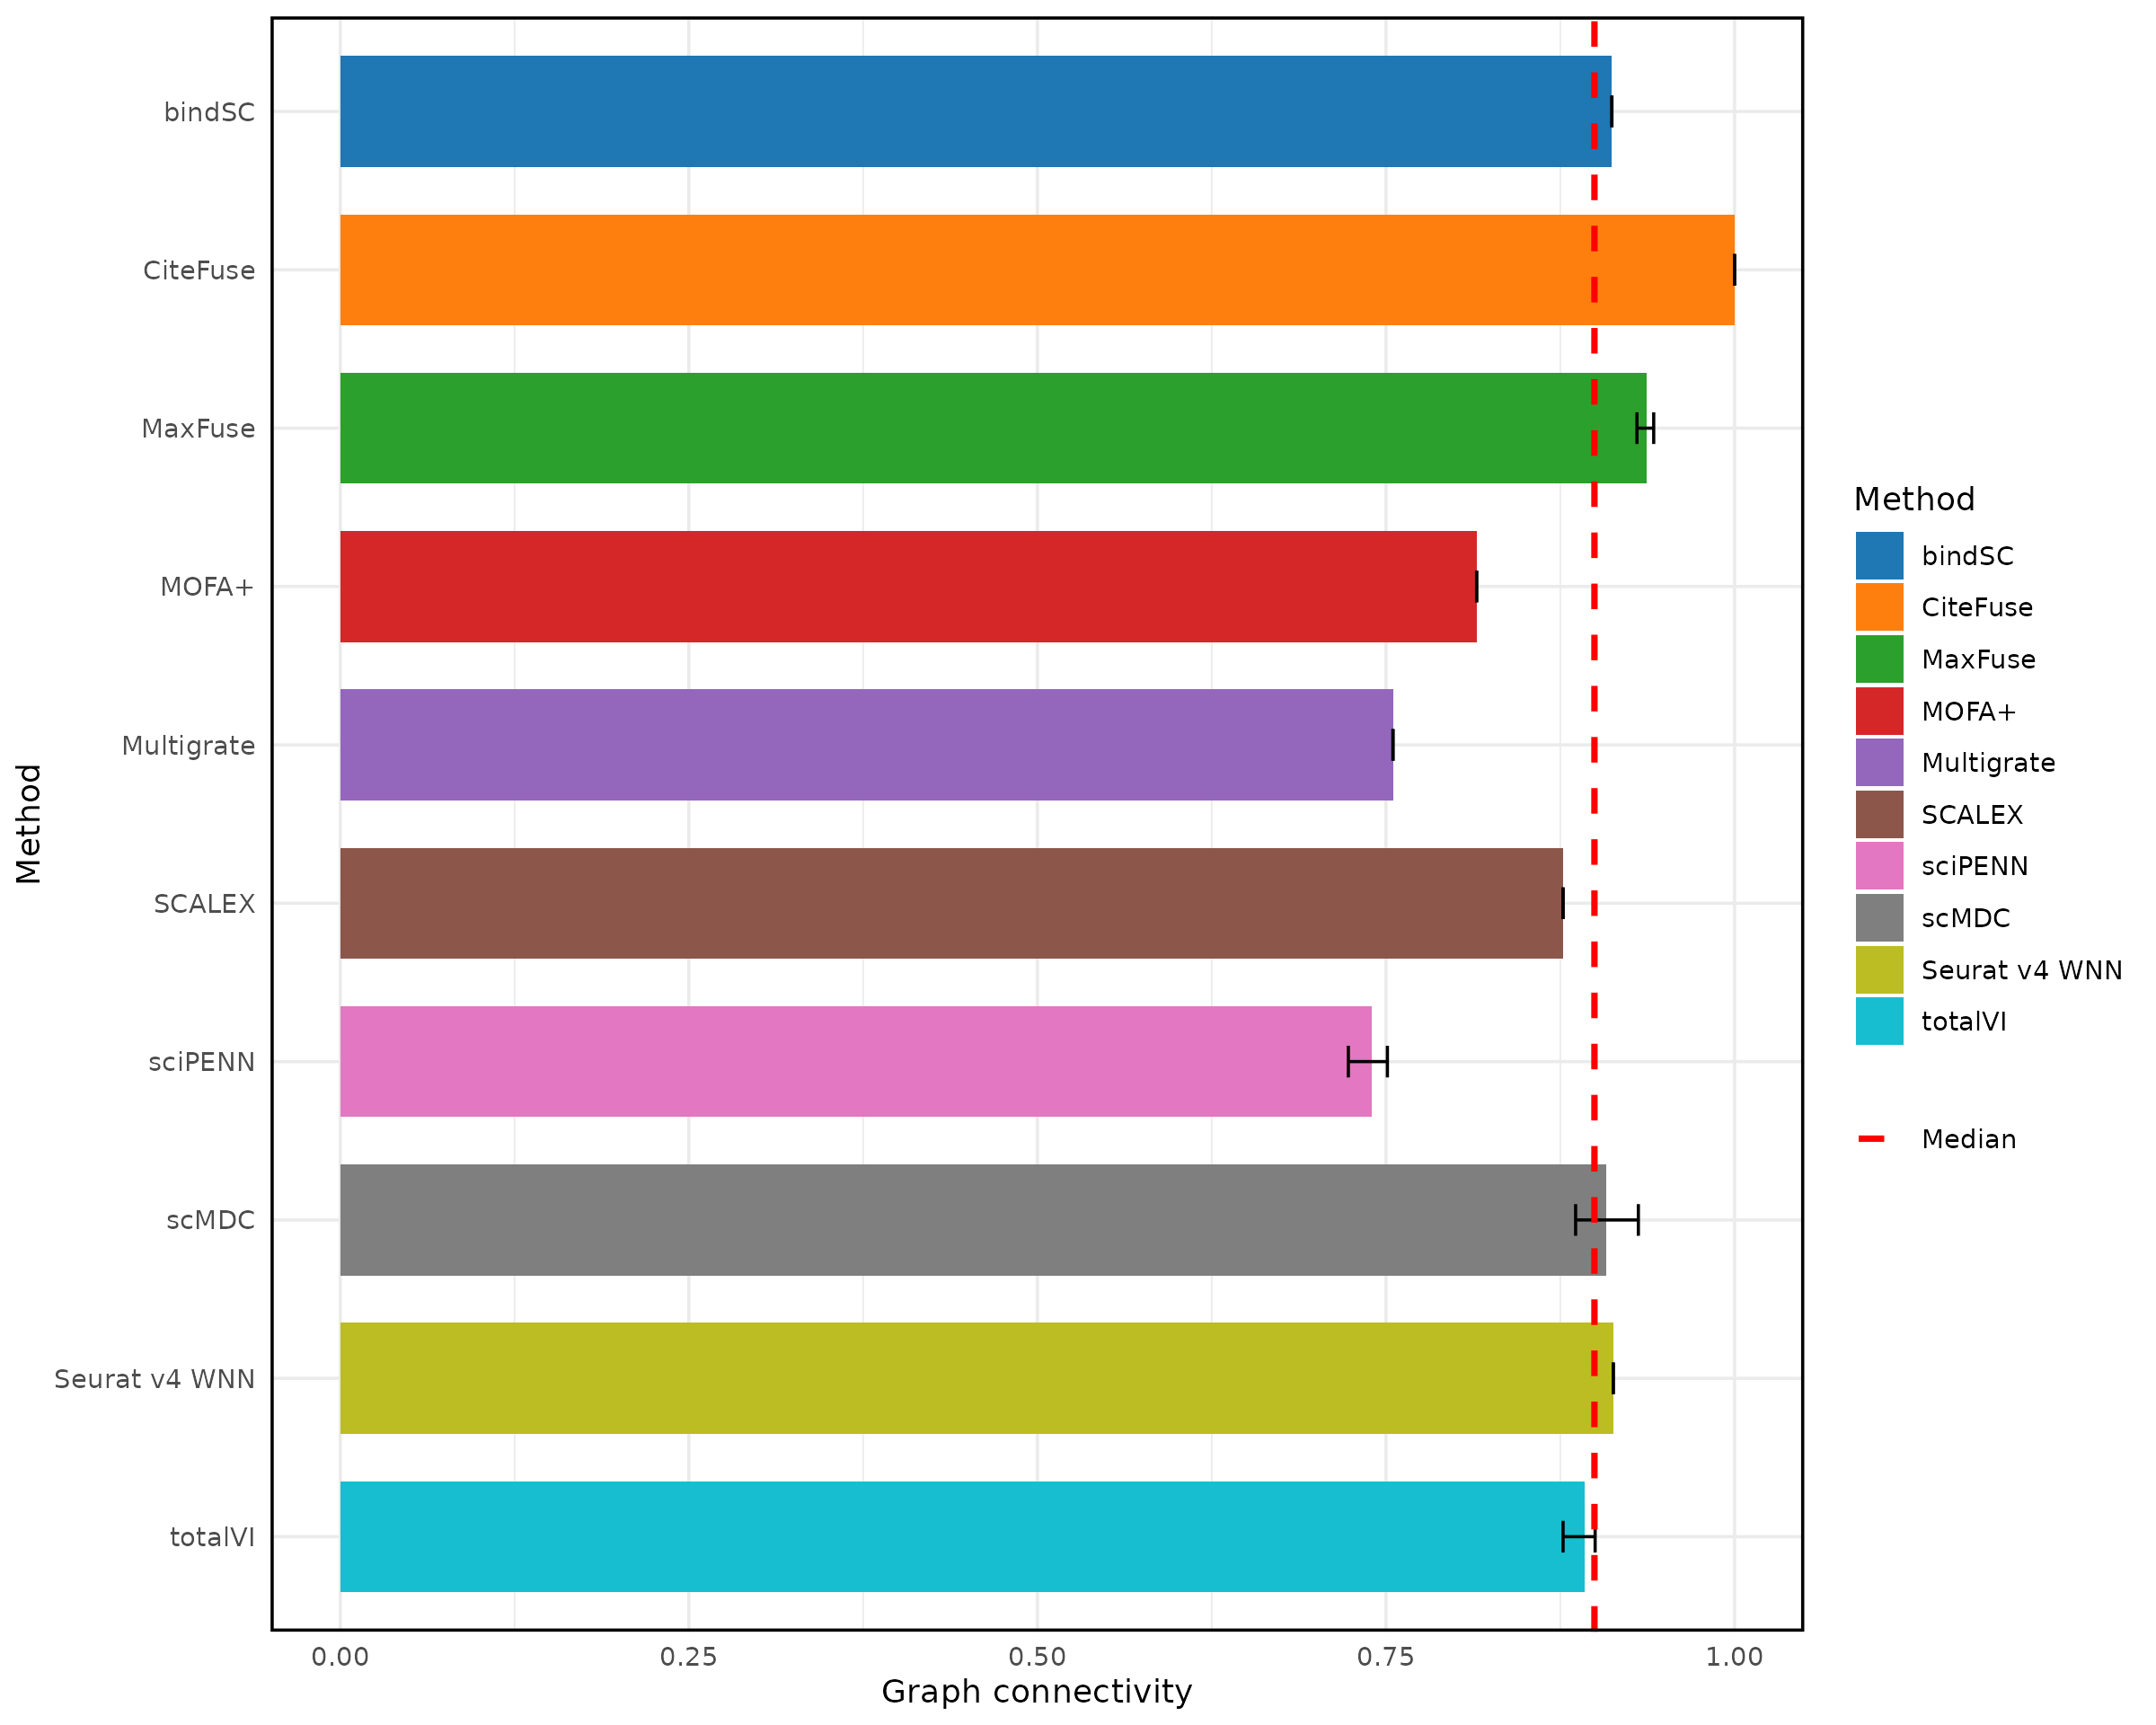 Method
bindSC
CiteFuse
MaxFuse
MOFA+
Multigrate
SCALEX
sciPENN
scMDC
Seurat v4 WNN
totalVI
0.00 0.25 0.50 0.75 1.00
Graph connectivity
Method
bindSC
CiteFuse
MaxFuse
MOFA+
Multigrate
SCALEX
sciPENN
scMDC
Seurat v4 WNN
totalVI
Median